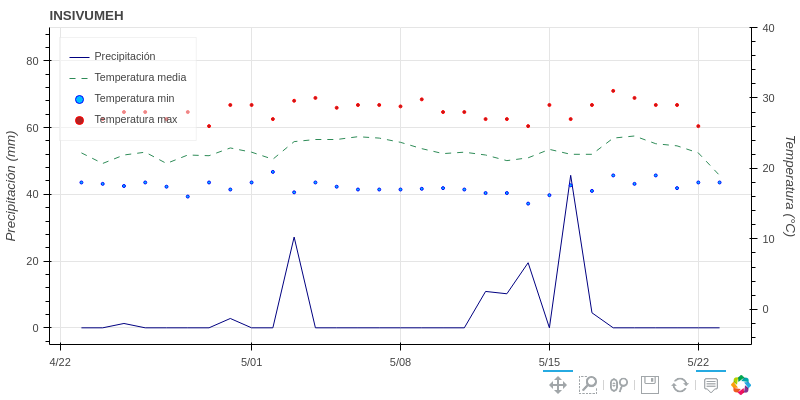 INSIVUMEH
Precipitación
Temperatura media
Temperatura min
Temperatura max
Precipitación (mm)
80
60
40
20
0
40
30
20
10
0
Temperatura (°C)
4/22
5/01
5/08
5/15
5/22